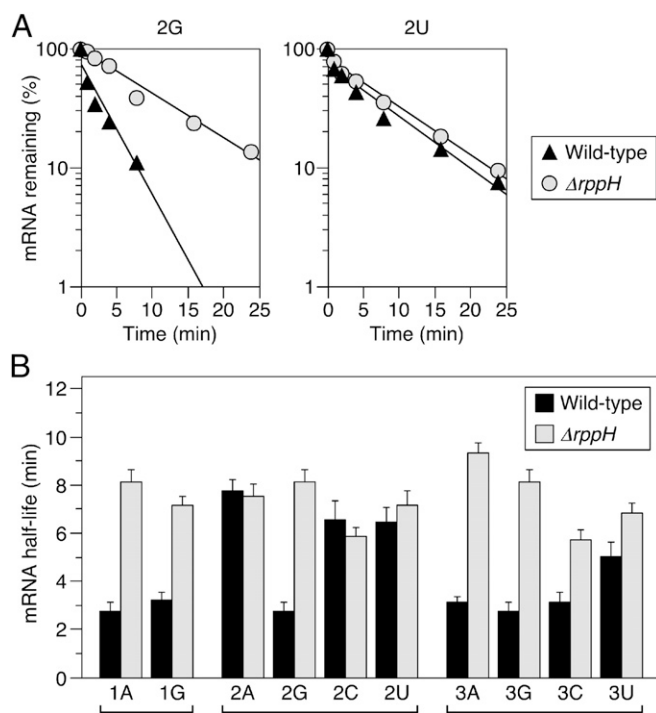 A
2G
2U
mRNA remaining (%)
100
10
1
0 5 10 15 20 25
Time (min)
100
10
1
0 5 10 15 20 25
Time (min)
Wild-type
ΔrppH
B
mRNA half-life (min)
12
10
8
6
4
2
0
Wild-type
ΔrppH
1A 1G 2A 2G 2C 2U 3A 3G 3C 3U